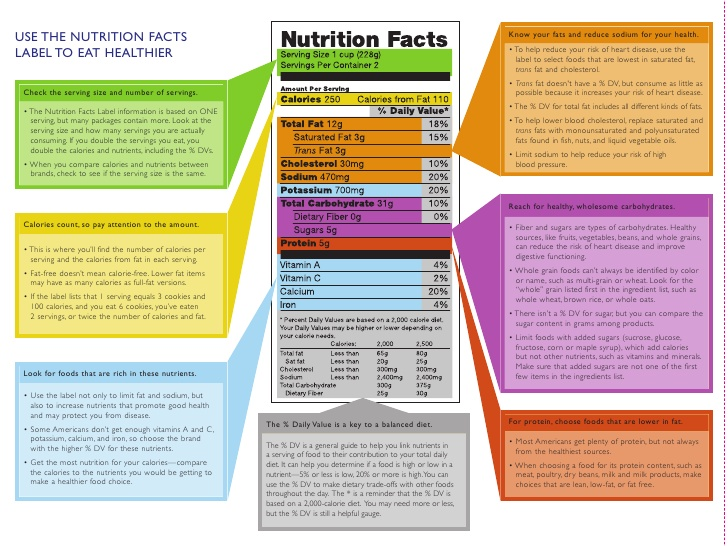 USE THE NUTRITION FACTS
LABEL TO EAT HEALTHIER
Check the serving size and number of servings.
• The Nutrition Facts Label information is based on ONE
serving, but many packages contain more. Look at the
serving size and how many servings you are actually
consuming. If you double the servings you eat, you
double the calories and nutrients, including the % DVs.
• When you compare calories and nutrients between
brands, check to see if the serving size is the same.
Calories count, so pay attention to the amount.
• This is where you'll find the number of calories per
serving and the calories from fat in each serving.
• Fat-free doesn't mean calorie-free. Lower fat items
may have as many calories as full-fat versions.
• If the label lists that 1 serving equals 3 cookies and
100 calories, and you eat 6 cookies, you've eaten
2 servings, or twice the number of calories and fat.
Look for foods that are rich in these nutrients.
• Use the label not only to limit fat and sodium, but
also to increase nutrients that promote good health
and may protect you from disease.
• Some Americans don't get enough vitamins A and C,
potassium, calcium, and iron, so choose the brand
with the higher % DV for these nutrients.
• Get the most nutrition for your calories—compare
the calories to the nutrients you would be getting to
make a healthier food choice.
Nutrition Facts
Serving Size 1 cup (228g)
Servings Per Container 2
Amount Per Serving
Calories 250 Calories from Fat 110
% Daily Value*
Total Fat 12g 18%
Saturated Fat 3g 15%
Trans Fat 3g
Cholesterol 30mg 10%
Sodium 470mg 20%
Potassium 700mg 20%
Total Carbohydrate 31g 10%
Dietary Fiber 0g 0%
Sugars 5g
Protein 5g
Vitamin A 4%
Vitamin C 2%
Calcium 20%
Iron 4%
* Percent Daily Values are based on a 2,000 calorie diet.
Your Daily Values may be higher or lower depending on
your calorie needs.
Calories: 2,000 2,500
Total fat Less than 65g 80g
Sat fat Less than 20g 25g
Cholesterol Less than 300mg 300mg
Sodium Less than 2,400mg 2,400mg
Total Carbohydrate 300g 375g
Dietary Fiber 25g 30g
The % Daily Value is a key to a balanced diet.
The % DV is a general guide to help you link nutrients in
a serving of food to their contribution to your total daily
diet. It can help you determine if a food is high or low in a
nutrient—5% or less is low, 20% or more is high. You can
use the % DV to make dietary trade-offs with other foods
throughout the day. The * is a reminder that the % DV is
based on a 2,000-calorie diet. You may need more or less,
but the % DV is still a helpful gauge.
Know your fats and reduce sodium for your health.
• To help reduce your risk of heart disease, use the
label to select foods that are lowest in saturated fat,
trans fat and cholesterol.
• Trans fat doesn't have a % DV, but consume as little as
possible because it increases your risk of heart disease.
• The % DV for total fat includes all different kinds of fats.
• To help lower blood cholesterol, replace saturated and
trans fats with monounsaturated and polyunsaturated
fats found in fish, nuts, and liquid vegetable oils.
• Limit sodium to help reduce your risk of high
blood pressure.
Reach for healthy, wholesome carbohydrates.
• Fiber and sugars are types of carbohydrates. Healthy
sources, like fruits, vegetables, beans, and whole grains,
can reduce the risk of heart disease and improve
digestive functioning.
• Whole grain foods can't always be identified by color
or name, such as multi-grain or wheat. Look for the
"whole" grain listed first in the ingredient list, such as
whole wheat, brown rice, or whole oats.
• There isn't a % DV for sugar, but you can compare the
sugar content in grams among products.
• Limit foods with added sugars (sucrose, glucose,
fructose, corn or maple syrup), which add calories
but not other nutrients, such as vitamins and minerals.
Make sure that added sugars are not one of the first
few items in the ingredients list.
For protein, choose foods that are lower in fat.
• Most Americans get plenty of protein, but not always
from the healthiest sources.
• When choosing a food for its protein content, such as
meat, poultry, dry beans, milk and milk products, make
choices that are lean, low-fat, or fat free.